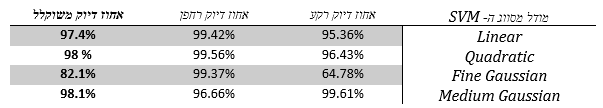 מודל מסווג ה- SVM אחוז דיוק רקע אחוז דיוק רחפן אחוז דיוק משוקלל
Linear 95.36% 99.42% 97.4%
Quadratic 96.43% 99.56% 98 %
Fine Gaussian 64.78% 99.37% 82.1%
Medium Gaussian 99.61% 96.66% 98.1%